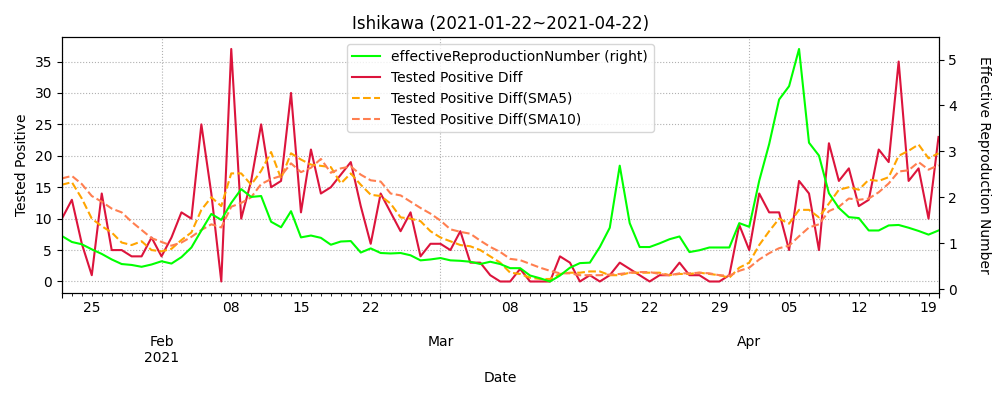 Ishikawa (2021-01-22~2021-04-22)
effectiveReproductionNumber (right)
Tested Positive Diff
Tested Positive Diff(SMA5)
Tested Positive Diff(SMA10)
Tested Positive
35
30
25
20
15
10
5
0
Effective Reproduction Number
5
4
3
2
1
0
25 08 15 22 08 15 22 29 05 12 19
Feb Mar Apr
2021
Date